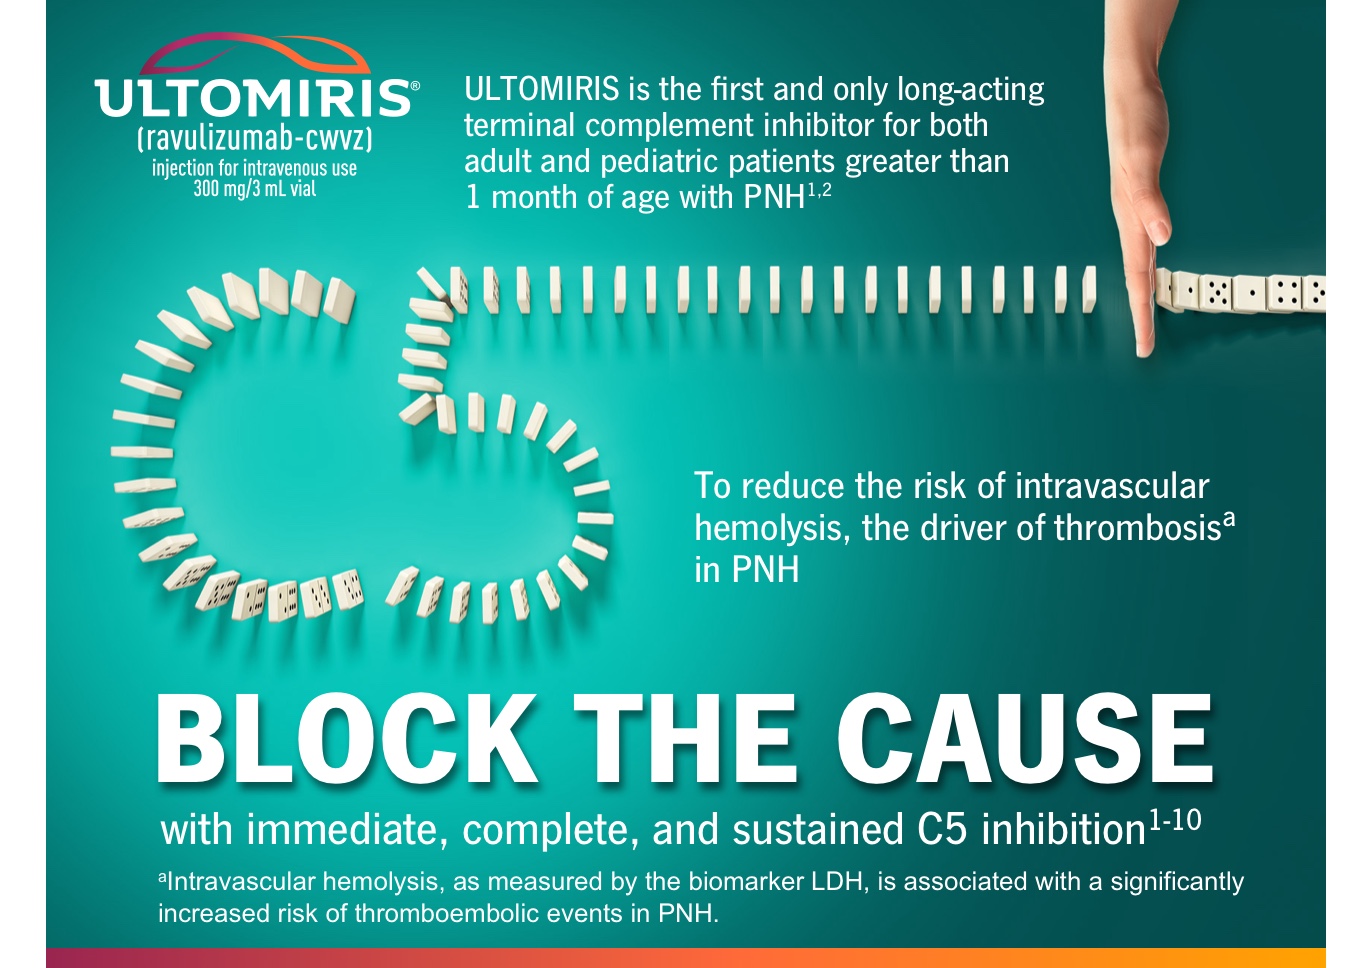 ULTOMIRIS®
(ravulizumab-cwvz)
injection for intravenous use
300 mg/3 mL vial
ULTOMIRIS is the first and only long-acting
terminal complement inhibitor for both
adult and pediatric patients greater than
1 month of age with PNH1,2
To reduce the risk of intravascular
hemolysis, the driver of thrombosisa
in PNH
BLOCK THE CAUSE
with immediate, complete, and sustained C5 inhibition1-10
aIntravascular hemolysis, as measured by the biomarker LDH, is associated with a significantly
increased risk of thromboembolic events in PNH.